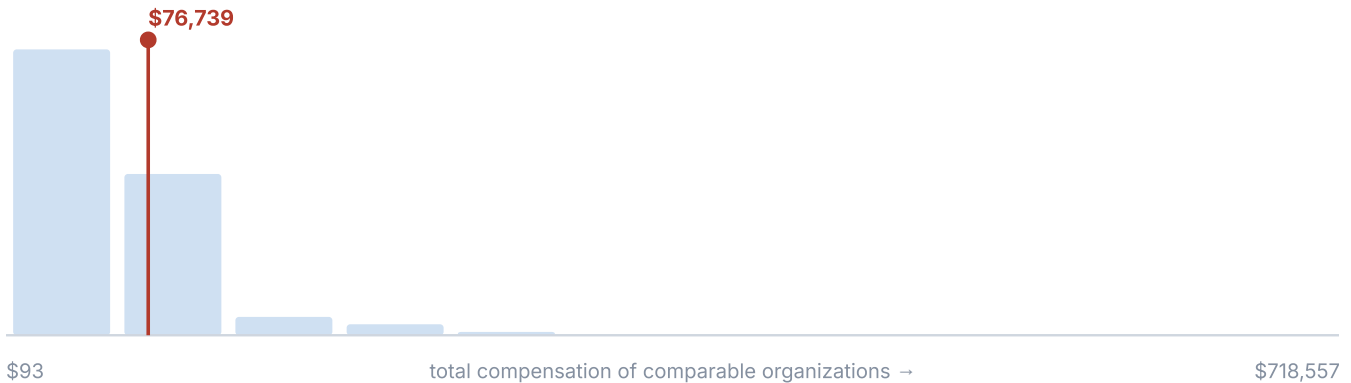 $76,739
$93 total compensation of comparable organizations → $718,557